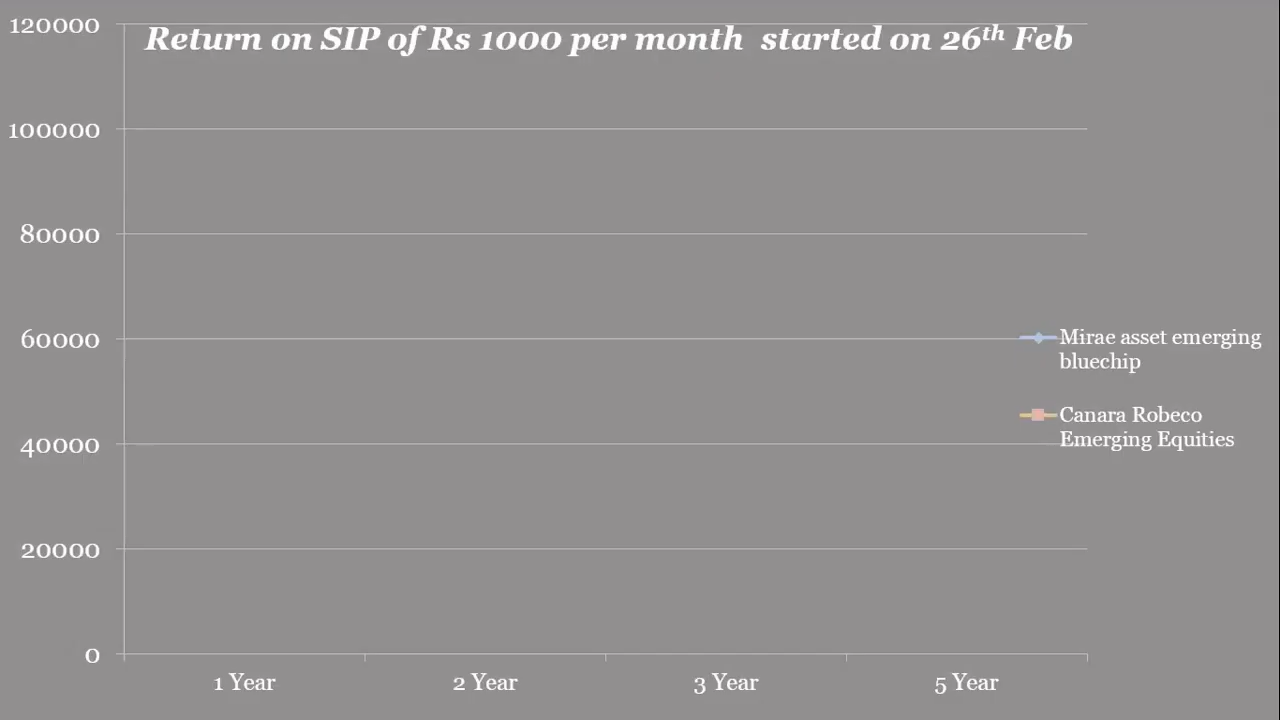 Return on SIP of Rs 1000 per month started on 26th Feb
120000
100000
80000
60000
40000
20000
0
1 Year
2 Year
3 Year
5 Year
Mirae asset emerging
bluechip
Canara Robeco
Emerging Equities